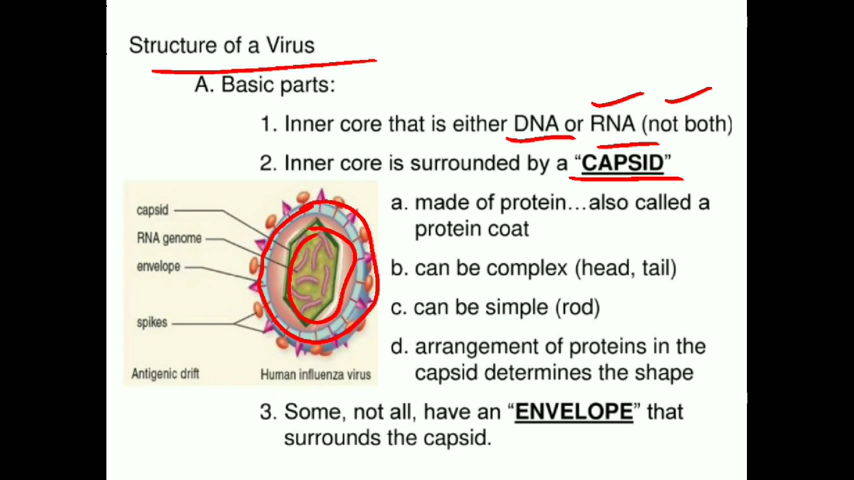 Structure of a Virus
A. Basic parts:
1. Inner core that is either DNA or RNA (not both)
2. Inner core is surrounded by a “CAPSID”
a. made of protein…also called a
protein coat
b. can be complex (head, tail)
c. can be simple (rod)
d. arrangement of proteins in the
capsid determines the shape
capsid
RNA genome
envelope
spikes
Antigenic drift
Human influenza virus
3. Some, not all, have an “ENVELOPE” that
surrounds the capsid.